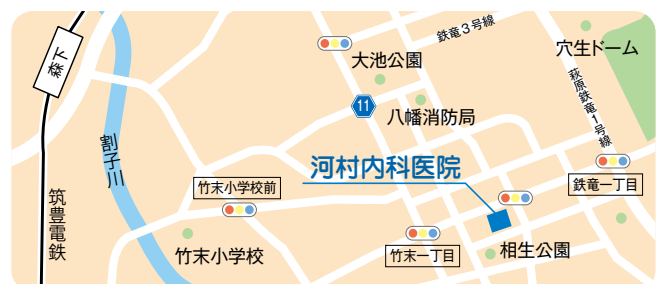 鉄竜3号線
穴生ドーム
大池公園
森下
11
八幡消防局
萩原鉄竜1号線
割子川
河村内科医院
竹末小学校前
鉄竜一丁目
筑豊電鉄
竹末小学校
竹末一丁目
相生公園